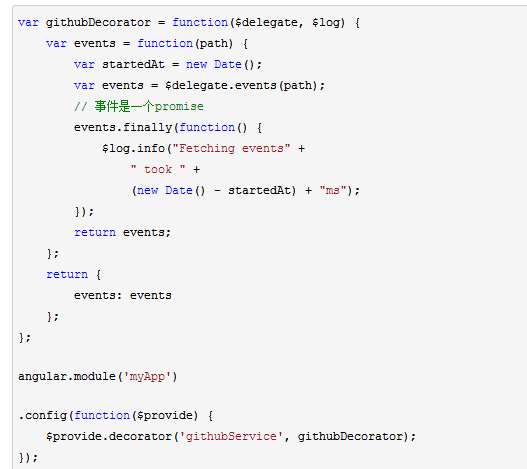 var githubDecorator = function($delegate, $log) {
    var events = function(path) {
        var startedAt = new Date();
        var events = $delegate.events(path);
        // 事件是一个promise
        events.finally(function() {
            $log.info("Fetching events" +
                " took " +
                (new Date() - startedAt) + "ms");
        });
        return events;
    };
    return {
        events: events
    };
};
angular.module('myApp')
.config(function($provide) {
    $provide.decorator('githubService', githubDecorator);
});